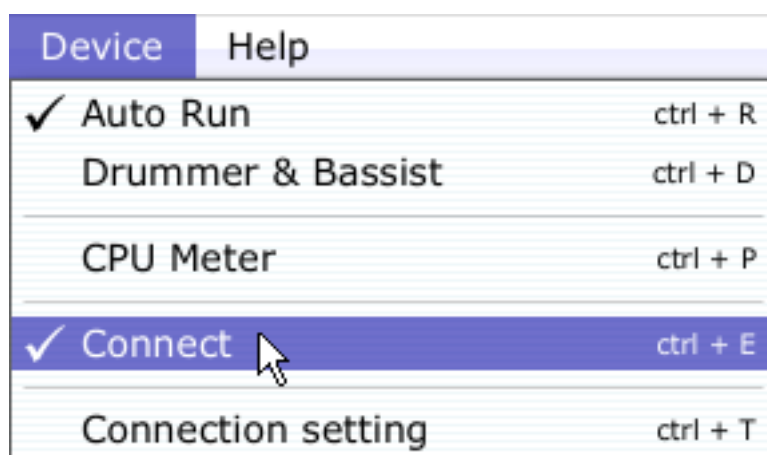 Device Help
Auto Run ctrl + R
Drummer & Bassist ctrl + D
CPU Meter ctrl + P
Connect ctrl + E
Connection setting ctrl + T